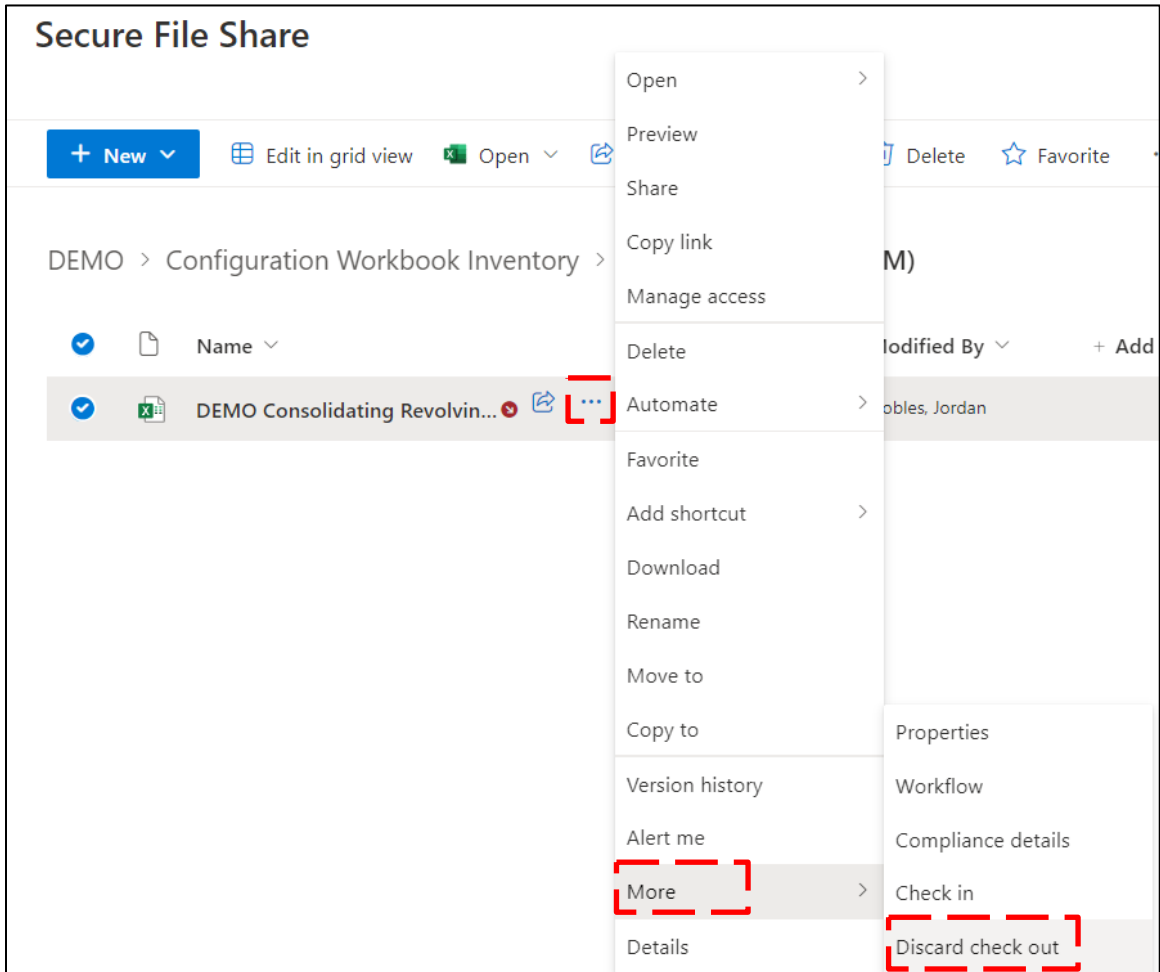 Secure File Share
+ New
Edit in grid view
Open
Delete
Favorite
DEMO > Configuration Workbook Inventory >
M)
Name
Modified By
+ Add
DEMO Consolidating Revolvin...
...
obles, Jordan
Open
Preview
Share
Copy link
Manage access
Delete
Automate
Favorite
Add shortcut
Download
Rename
Move to
Copy to
Version history
Alert me
More
Details
Properties
Workflow
Compliance details
Check in
Discard check out